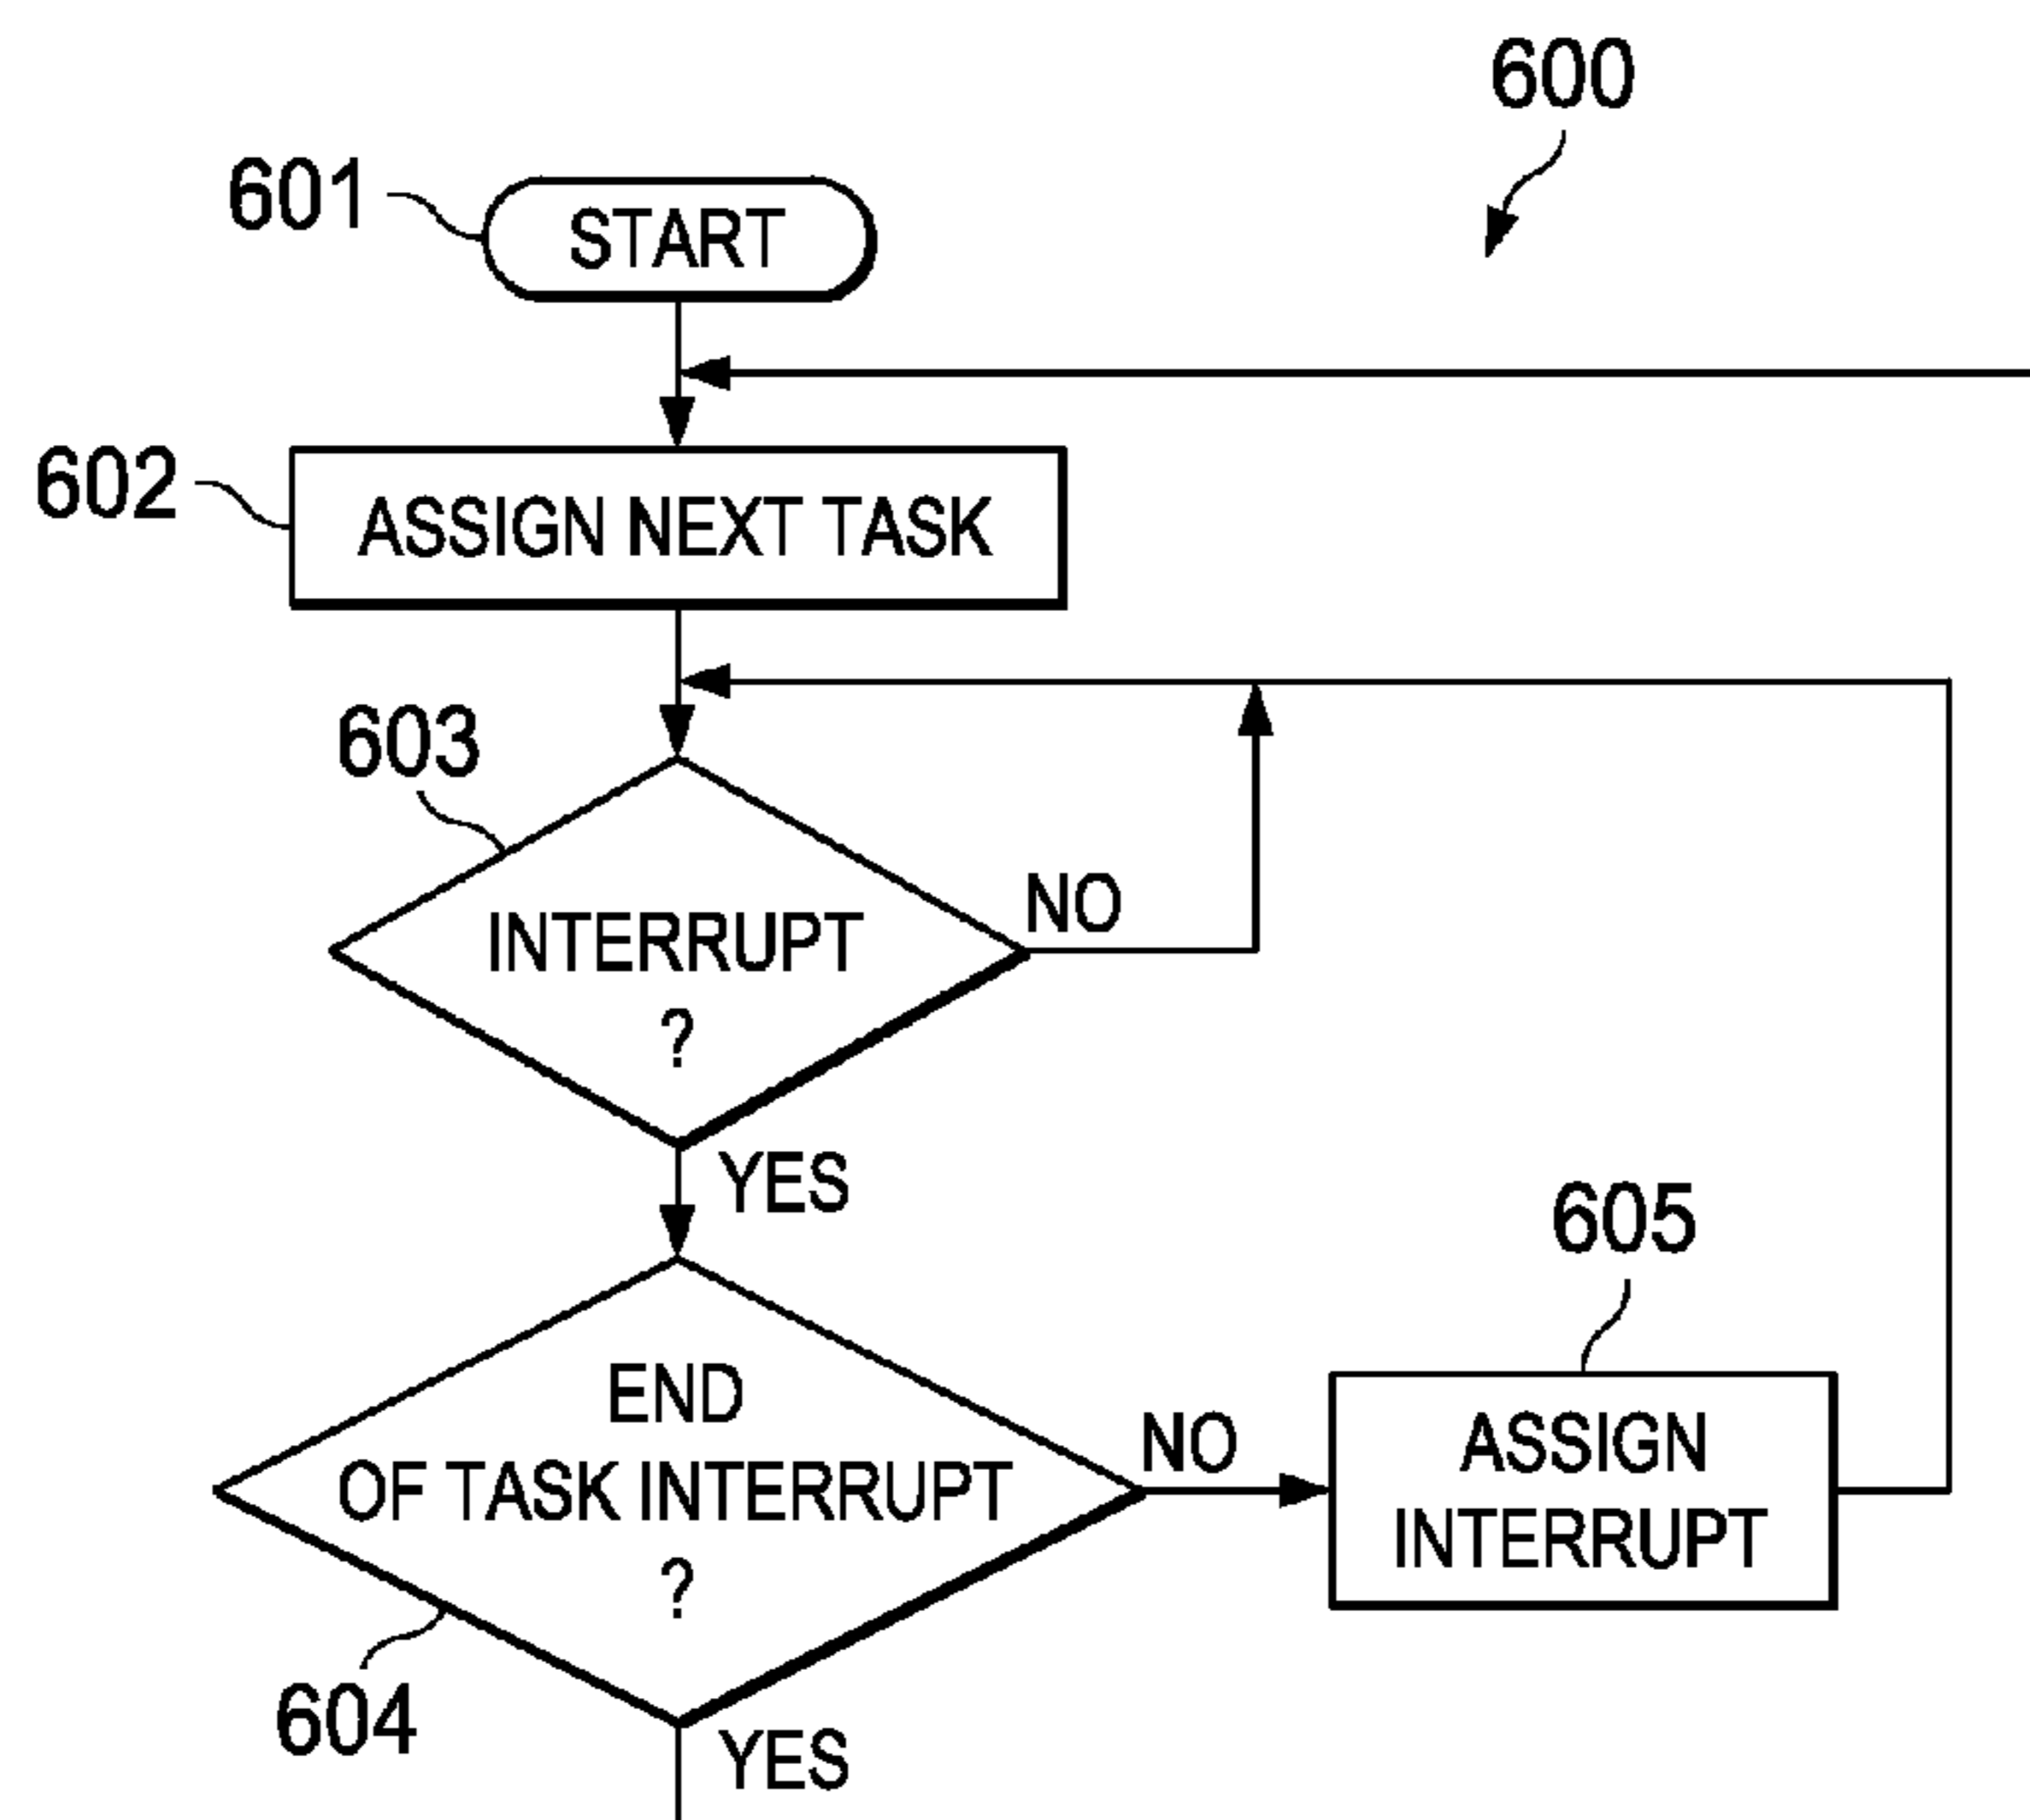 600
601
START
602
ASSIGN NEXT TASK
603
INTERRUPT
?
NO
YES
605
END
OF TASK INTERRUPT
?
NO
ASSIGN
INTERRUPT
604
YES